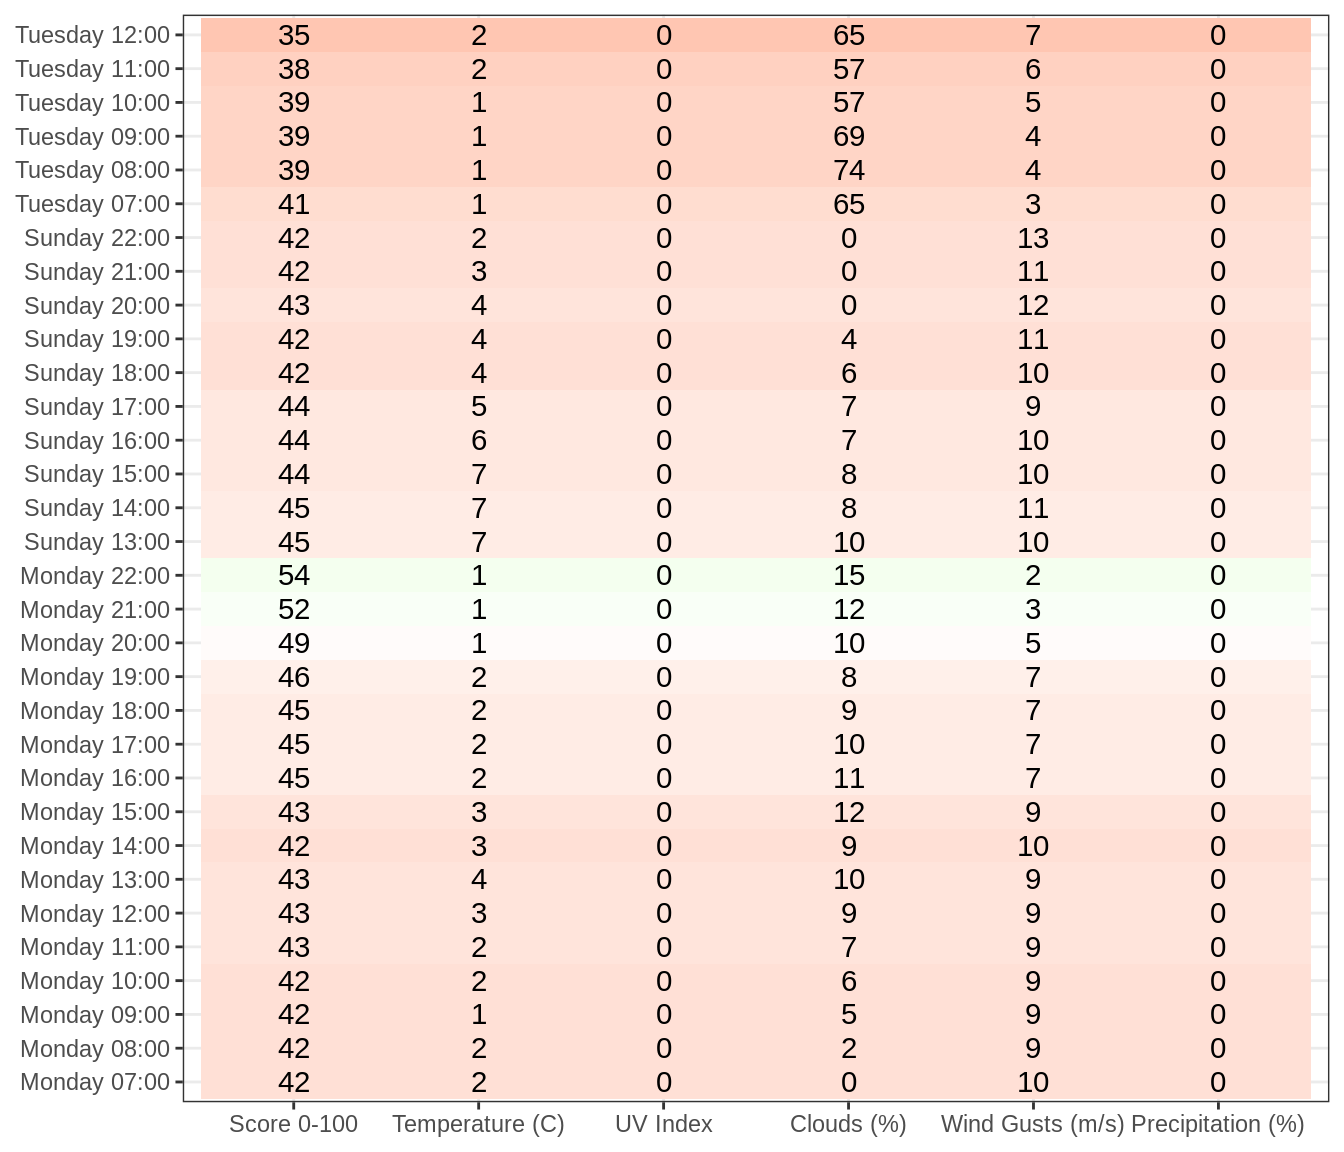 Tuesday 12:00 35 2 0 65 7 0
Tuesday 11:00 38 2 0 57 6 0
Tuesday 10:00 39 1 0 57 5 0
Tuesday 09:00 39 1 0 69 4 0
Tuesday 08:00 39 1 0 74 4 0
Tuesday 07:00 41 1 0 65 3 0
Sunday 22:00 42 2 0 0 13 0
Sunday 21:00 42 3 0 0 11 0
Sunday 20:00 43 4 0 0 12 0
Sunday 19:00 42 4 0 4 11 0
Sunday 18:00 42 4 0 6 10 0
Sunday 17:00 44 5 0 7 9 0
Sunday 16:00 44 6 0 7 10 0
Sunday 15:00 44 7 0 8 10 0
Sunday 14:00 45 7 0 8 11 0
Sunday 13:00 45 7 0 10 10 0
Monday 22:00 54 1 0 15 2 0
Monday 21:00 52 1 0 12 3 0
Monday 20:00 49 1 0 10 5 0
Monday 19:00 46 2 0 8 7 0
Monday 18:00 45 2 0 9 7 0
Monday 17:00 45 2 0 10 7 0
Monday 16:00 45 2 0 11 7 0
Monday 15:00 43 3 0 12 9 0
Monday 14:00 42 3 0 9 10 0
Monday 13:00 43 4 0 10 9 0
Monday 12:00 43 3 0 9 9 0
Monday 11:00 43 2 0 7 9 0
Monday 10:00 42 2 0 6 9 0
Monday 09:00 42 1 0 5 9 0
Monday 08:00 42 2 0 2 9 0
Monday 07:00 42 2 0 0 10 0
Score 0-100 Temperature (C) UV Index Clouds (%) Wind Gusts (m/s) Precipitation (%)